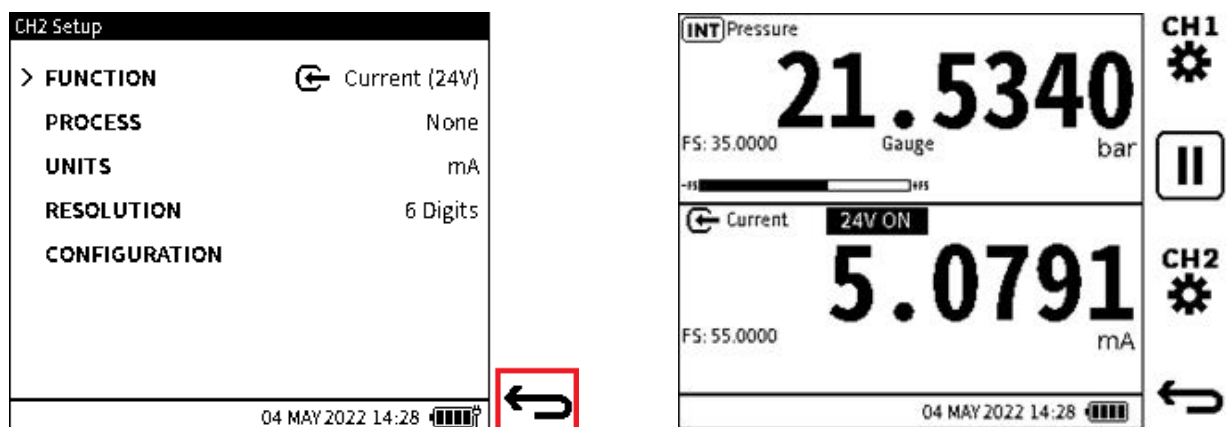 CH2 Setup
> FUNCTION Current (24V)
PROCESS None
UNITS mA
RESOLUTION 6 Digits
CONFIGURATION
04 MAY 2022 14:28
INT Pressure
21.5340
FS: 35.0000 Gauge bar
-FS +FS
Current 24V ON
5.0791
FS: 55.0000 mA
04 MAY 2022 14:28
CH1
CH2